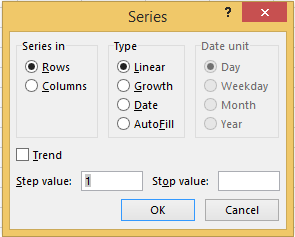 Series ?
Series in Type Date unit
Rows Linear Day
Columns Growth Weekday
Date Month
AutoFill Year
Trend
Step value: 1 Stop value:
OK Cancel